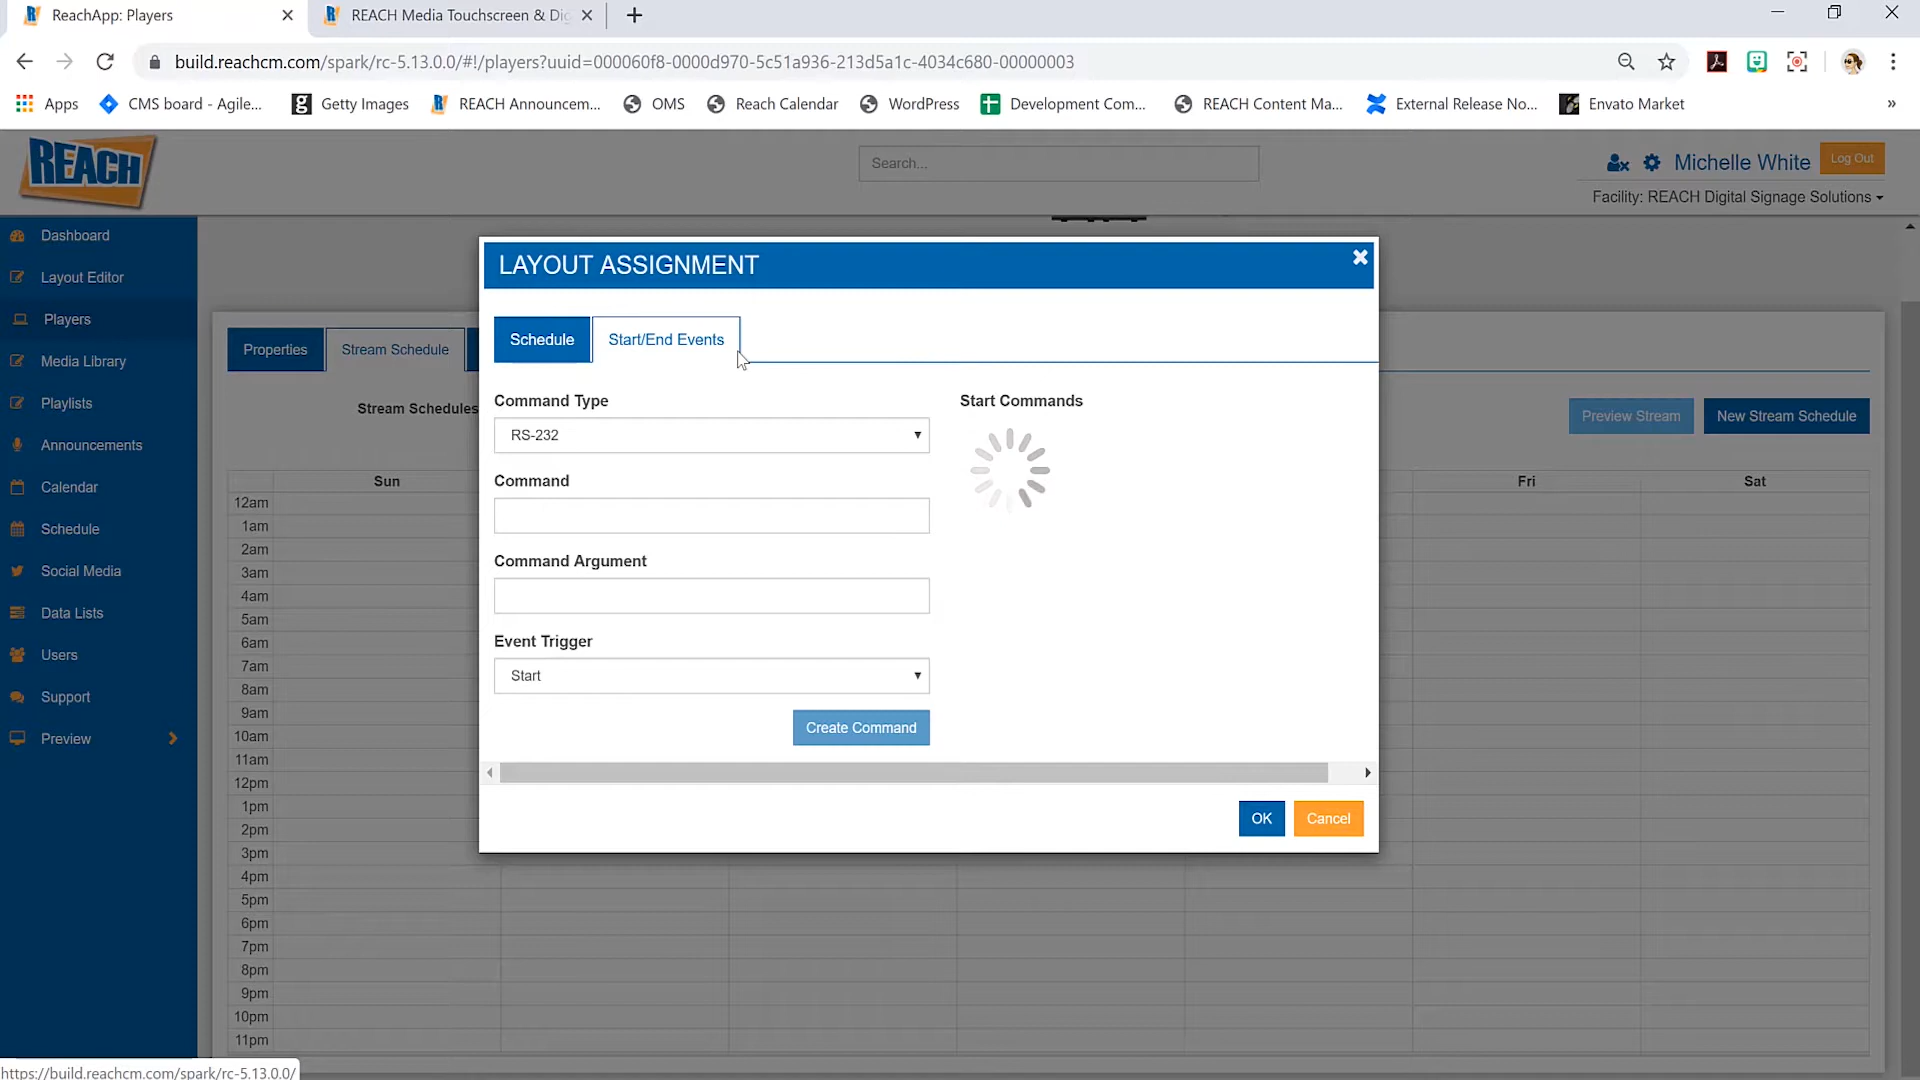 ReachApp: Players
REACH Media Touchscreen & Di
build.reachcm.com/spark/rc-5.13.0.0/#!/players?uuid=000060f8-0000d970-5c51a936-213d5a1c-4034c680-00000003
Apps
CMS board - Agile...
Getty Images
REACH Announcem...
OMS
Reach Calendar
WordPress
Development Com...
REACH Content Ma...
External Release No...
Envato Market
»
REACH
Search...
Michelle White
Log Out
Facility: REACH Digital Signage Solutions
Dashboard
Layout Editor
Players
Media Library
Playlists
Announcements
Calendar
Schedule
Social Media
Data Lists
Users
Support
Preview
Properties
Stream Schedule
Stream Schedules
Preview Stream
New Stream Schedule
Sun
Fri
Sat
12am
1am
2am
3am
4am
5am
6am
7am
8am
9am
10am
11am
12pm
1pm
2pm
3pm
4pm
5pm
6pm
7pm
8pm
9pm
10pm
11pm
LAYOUT ASSIGNMENT
Schedule
Start/End Events
Command Type
RS-232
Command
Command Argument
Event Trigger
Start
Create Command
Start Commands
OK
Cancel
https://build.reachcm.com/spark/rc-5.13.0.0/